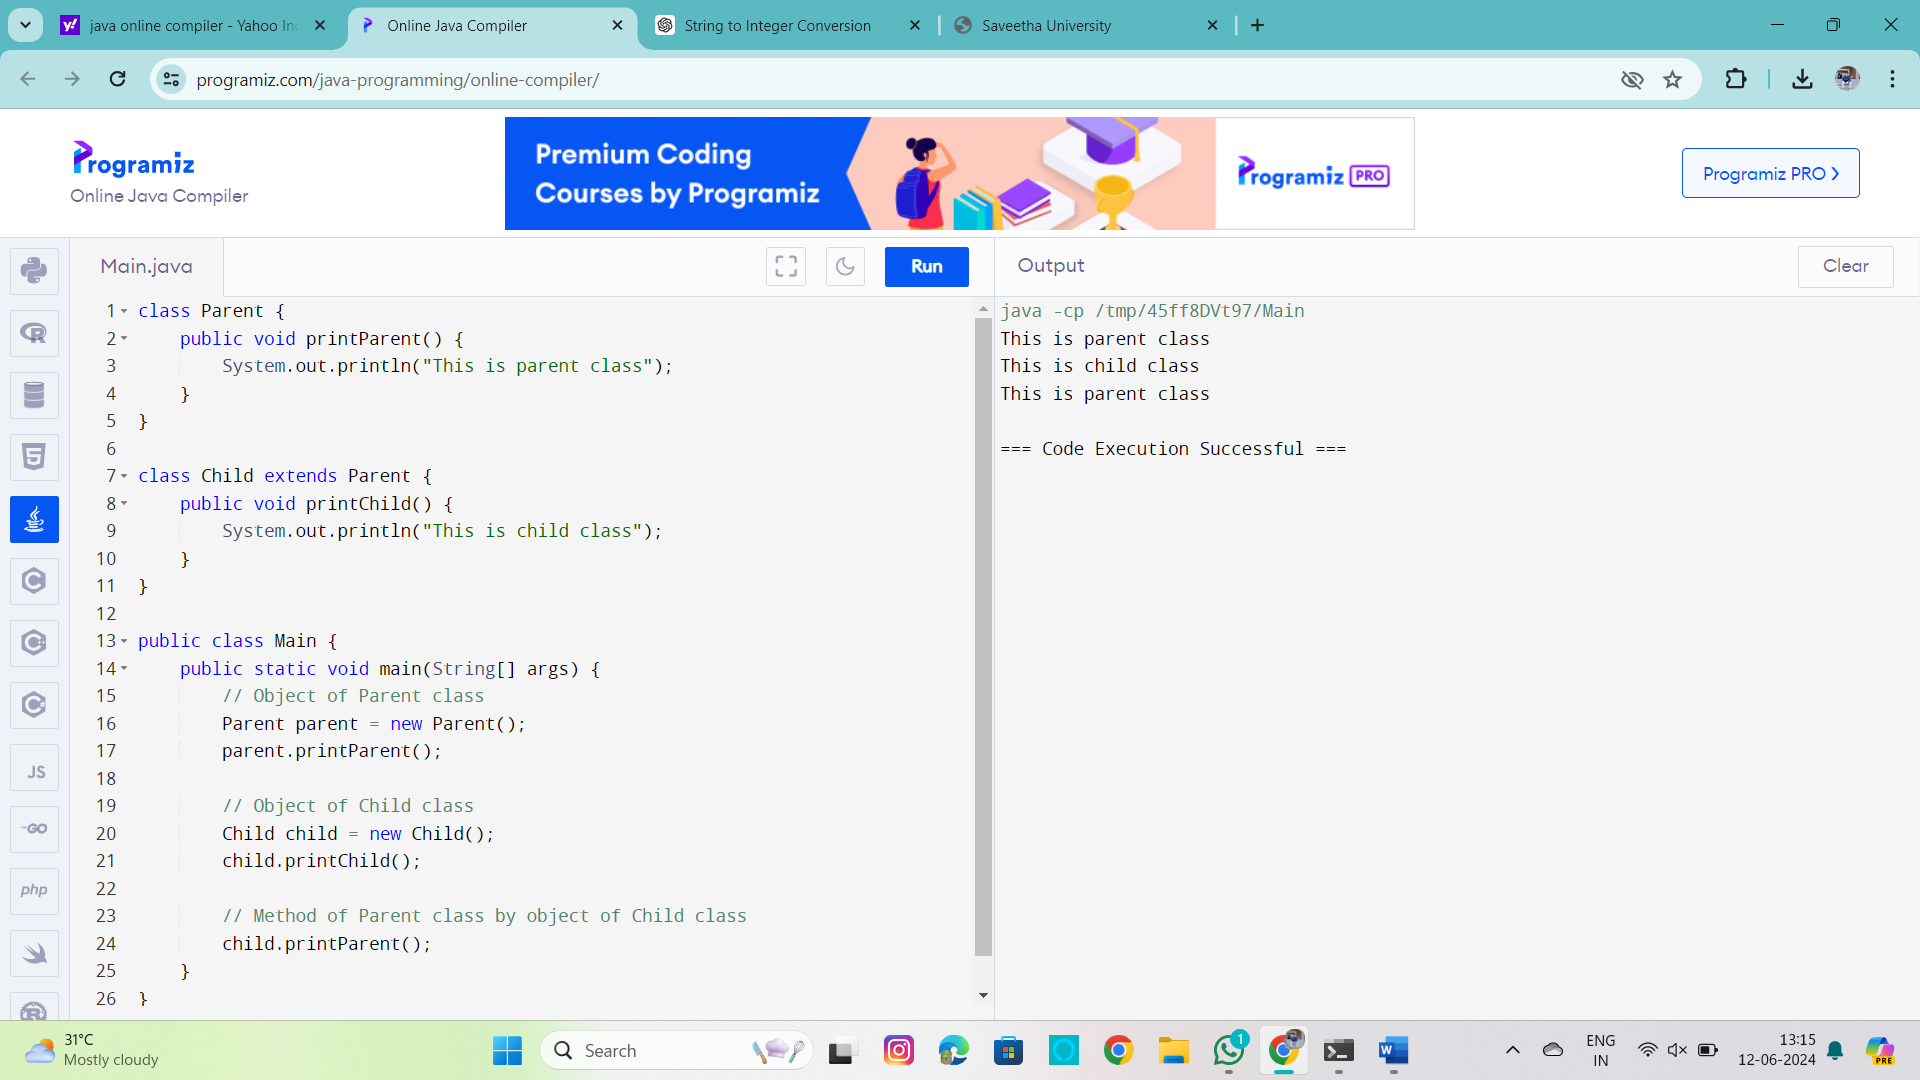 java online compiler - Yahoo In
Online Java Compiler
String to Integer Conversion
Saveetha University
programiz.com/java-programming/online-compiler/
Programiz
Online Java Compiler
Premium Coding
Courses by Programiz
Programiz PRO
Programiz PRO
Main.java
Run
Output
Clear
1 class Parent {
2     public void printParent() {
3         System.out.println("This is parent class");
4     }
5 }
6
7 class Child extends Parent {
8     public void printChild() {
9         System.out.println("This is child class");
10     }
11 }
12
13 public class Main {
14     public static void main(String[] args) {
15         // Object of Parent class
16         Parent parent = new Parent();
17         parent.printParent();
18
19         // Object of Child class
20         Child child = new Child();
21         child.printChild();
22
23         // Method of Parent class by object of Child class
24         child.printParent();
25     }
26 }
java -cp /tmp/45ff8DVt97/Main
This is parent class
This is child class
This is parent class
=== Code Execution Successful ===
JS
GO
php
31°C
Mostly cloudy
Search
1
ENG
IN
13:15
12-06-2024
PRE